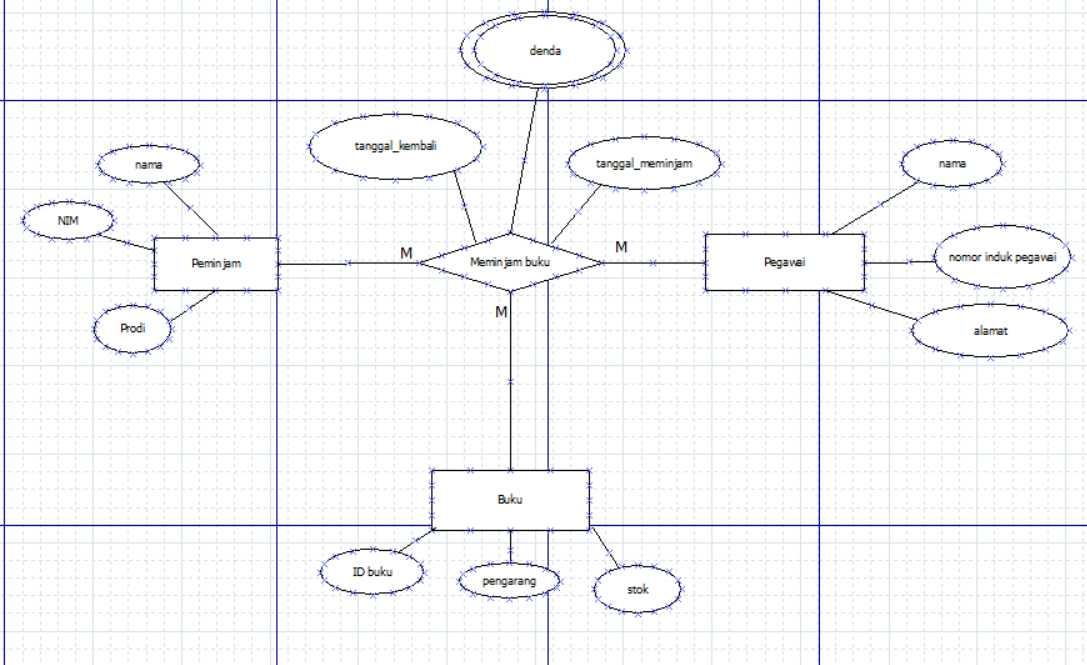 denda
tanggal_kembali
tanggal_meminjam
nama
nama
NIM
Peminjam
M
Meminjam buku
M
Pegawai
nomor induk pegawai
M
Prodi
alamat
Buku
ID buku
pengarang
stok